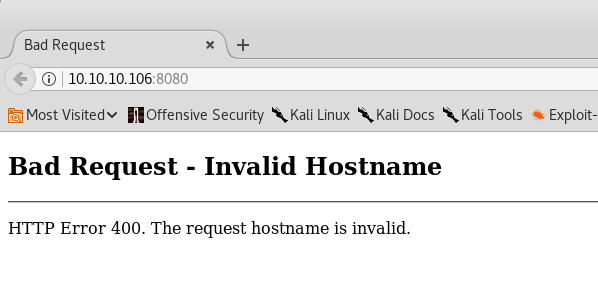 Bad Request
10.10.10.106:8080
Most Visited Offensive Security Kali Linux Kali Docs Kali Tools Exploit-
Bad Request - Invalid Hostname
HTTP Error 400. The request hostname is invalid.